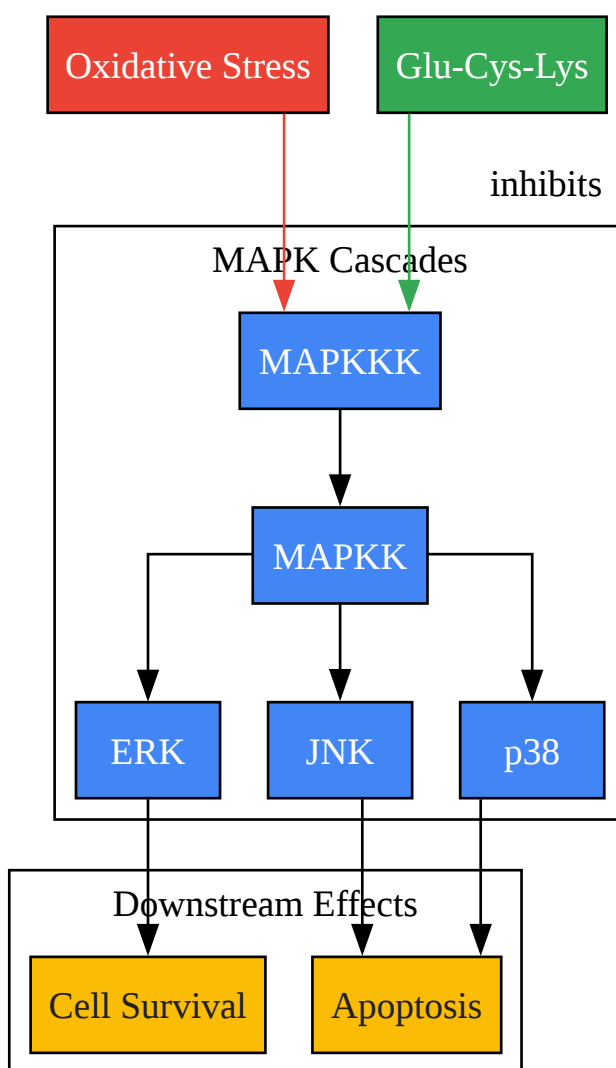 Oxidative Stress
Glu-Cys-Lys
inhibits
MAPK Cascades
MAPKKK
MAPKK
ERK
JNK
p38
Downstream Effects
Cell Survival
Apoptosis